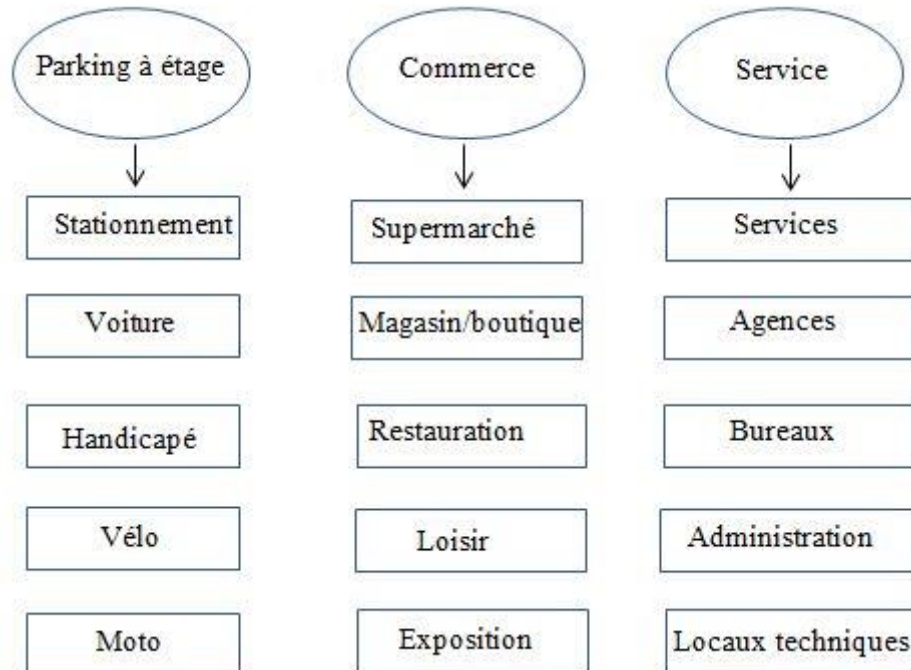 Parking à étage
Commerce
Service
Stationnement
Supermarché
Services
Voiture
Magasin/boutique
Agences
Handicapé
Restauration
Bureaux
Vélo
Loisir
Administration
Moto
Exposition
Locaux techniques